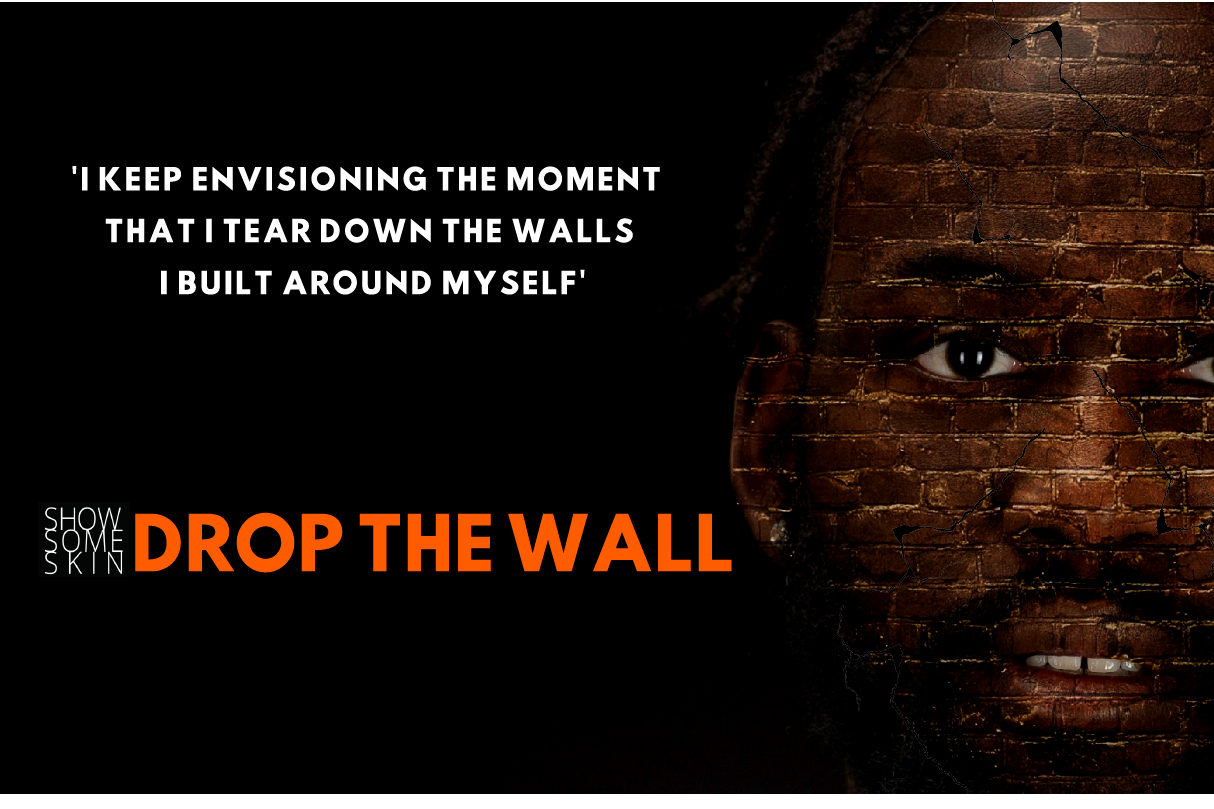 'I KEEP ENVISIONING THE MOMENT
THAT I TEAR DOWN THE WALLS
I BUILT AROUND MYSELF'
SHOW
SOME
SKIN
DROP THE WALL